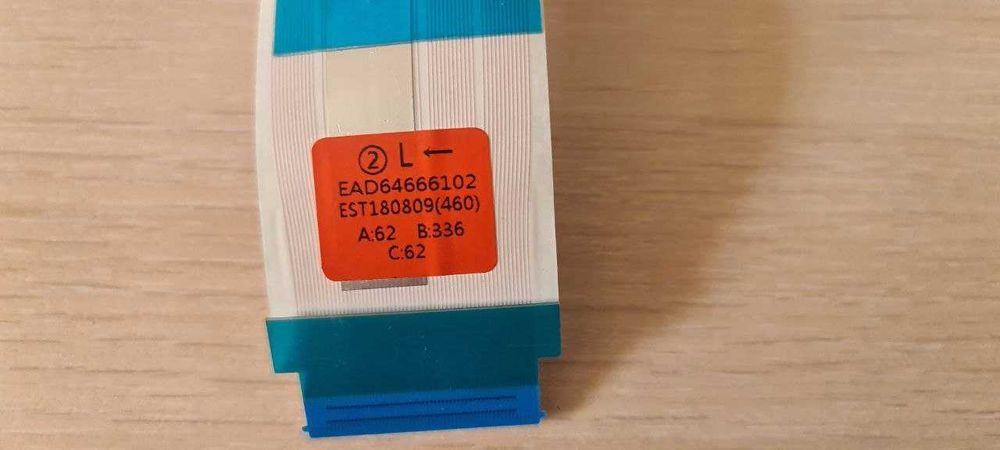 ② L ←
EAD64666102
EST180809(460)
A:62 B:336
C:62